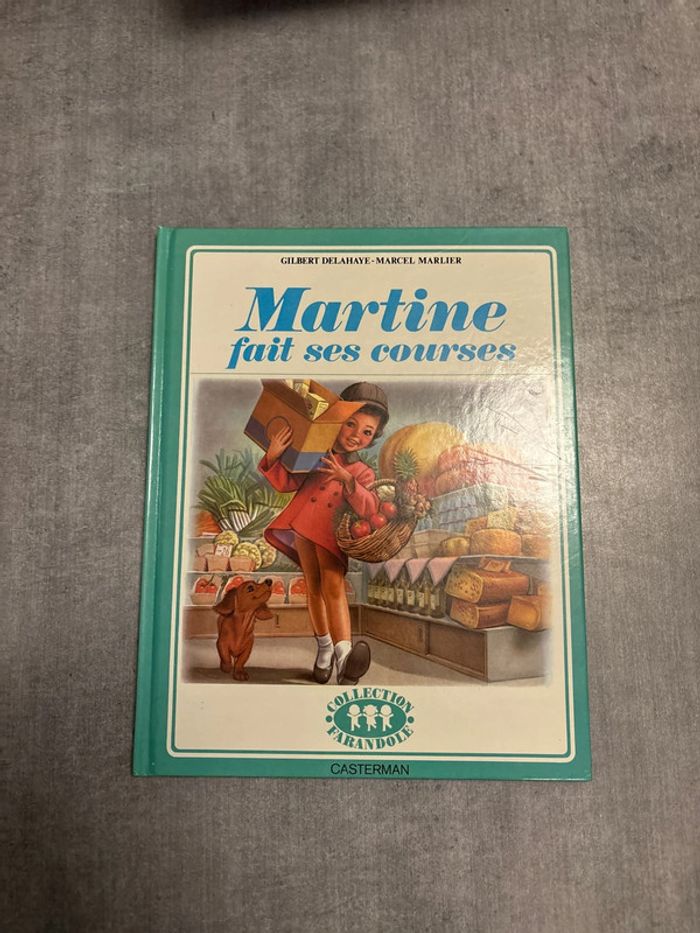 GILBERT DELAHAYE-MARCEL MARLIER
Martine
fait ses courses
COLLECTION
FARANDOLE
CASTERMAN